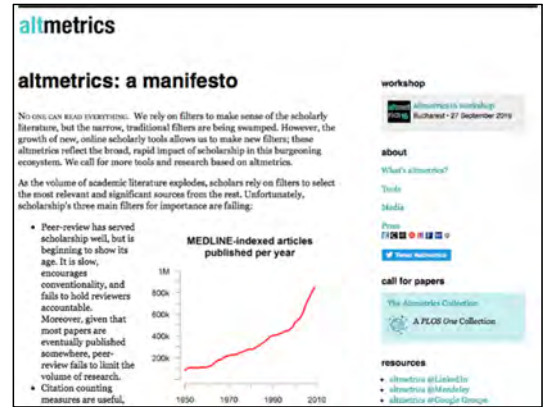 altmetrics
altmetrics: a manifesto
NO ONE CAN READ EVERYTHING. We rely on filters to make sense of the scholarly
literature, but the narrow, traditional filters are being swamped. However, the
growth of new, online scholarly tools allows us to make new filters; these
altmetrics reflect the broad, rapid impact of scholarship in this burgeoning
ecosystem. We call for more tools and research based on altmetrics.
As the volume of academic literature explodes, scholars rely on filters to select
the most relevant and significant sources from the rest. Unfortunately,
scholarship's three main filters for importance are failing:
• Peer-review has served
scholarship well, but is
beginning to show its
age. It is slow,
encourages
conventionality, and
fails to hold reviewers
accountable.
Moreover, given that
most papers are
eventually published
somewhere, peer-
review fails to limit the
volume of research.
• Citation counting
measures are useful,
MEDLINE-indexed articles
published per year
1M
800k
600k
400k
200k
1950 1970 1990 2010
workshop
altmetrics16 workshop
Bucharest • 27 September 2016
about
What's altmetrics?
Tools
Media
Press
call for papers
The Altmetrics Collection
A PLOS One Collection
resources
• altmetrics @LinkedIn
• altmetrics @Mendeley
• altmetrics @Google Groups